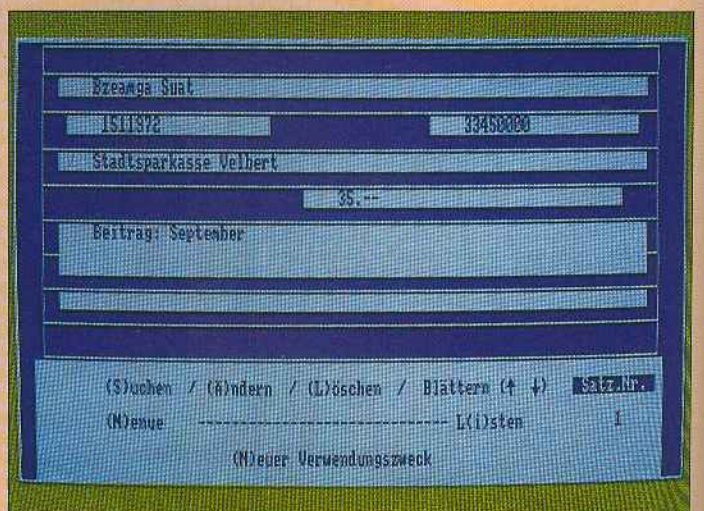 Bzeamga Suat
1511372 33450000
Stadtsparkasse Velbert
35.--
Beitrag: September
(S)uchen / (Ä)ndern / (L)öschen / Blättern (↑ ↓) Satz.Nr.
(M)enue ----------------------------- L(i)sten 1
(N)euer Verwendungszweck